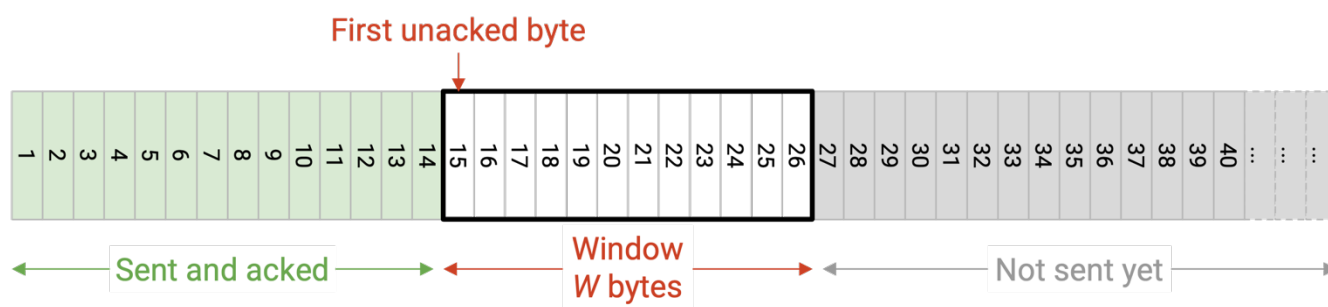 First unacked byte
1 2 3 4 5 6 7 8 9 10 11 12 13 14 15 16 17 18 19 20 21 22 23 24 25 26 27 28 29 30 31 32 33 34 35 36 37 38 39 40 ... ... ...
Sent and acked
Window
W bytes
Not sent yet